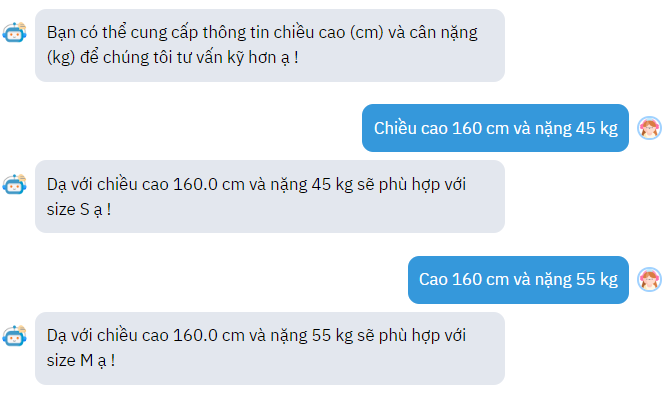 Bạn có thể cung cấp thông tin chiều cao (cm) và cân nặng
(kg) để chúng tôi tư vấn kỹ hơn ạ !
Chiều cao 160 cm và nặng 45 kg
Dạ với chiều cao 160.0 cm và nặng 45 kg sẽ phù hợp với
size S ạ !
Cao 160 cm và nặng 55 kg
Dạ với chiều cao 160.0 cm và nặng 55 kg sẽ phù hợp với
size M ạ !